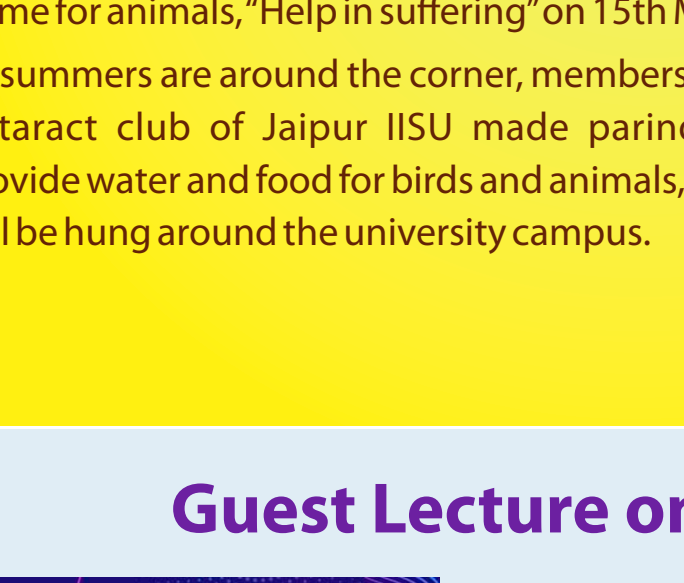 me for animals, “Help in suffering” on 15th
summers are around the corner, members
taract club of Jaipur IISU made parind
ovide water and food for birds and animals,
l be hung around the university campus.
Guest Lecture on